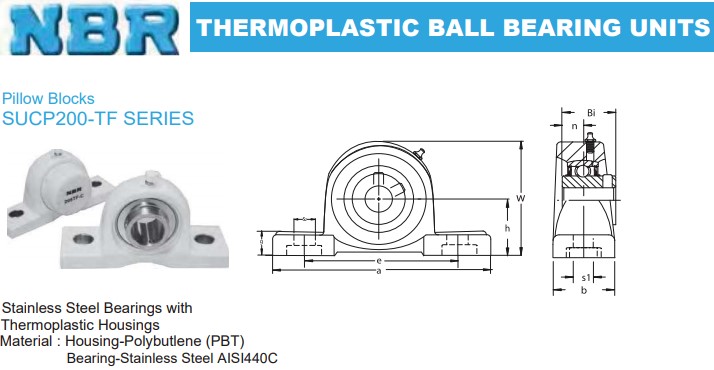 NBR
THERMOPLASTIC BALL BEARING UNITS
Pillow Blocks
SUCP200-TF SERIES
NBR
Bi
n
W
h
s
e
a
s1
b
Stainless Steel Bearings with
Thermoplastic Housings
Material : Housing-Polybutlene (PBT)
Bearing-Stainless Steel AISI440C